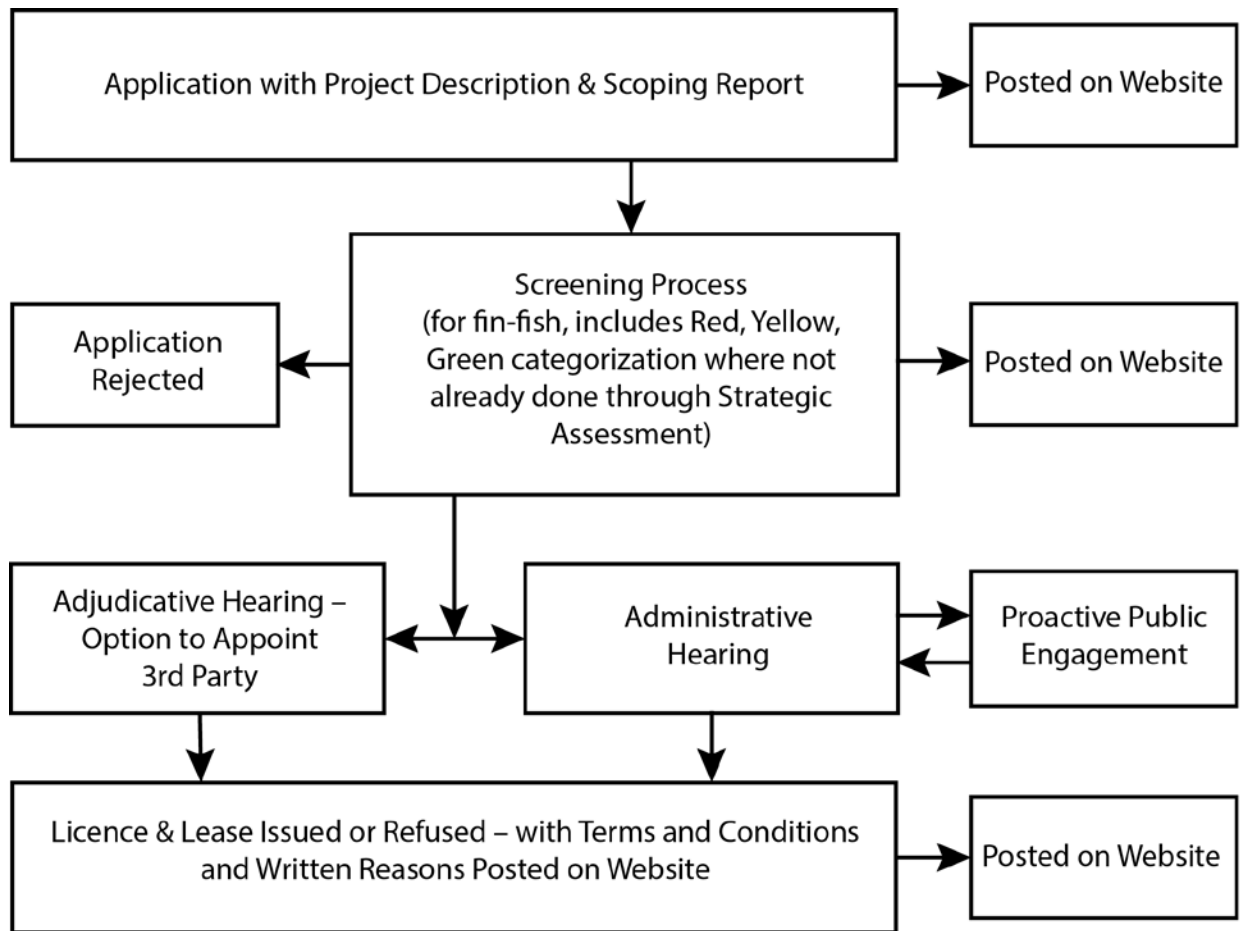 Application with Project Description & Scoping Report
Posted on Website
Screening Process
(for fin-fish, includes Red, Yellow,
Green categorization where not
already done through Strategic
Assessment)
Application
Rejected
Posted on Website
Adjudicative Hearing –
Option to Appoint
3rd Party
Administrative
Hearing
Proactive Public
Engagement
Licence & Lease Issued or Refused – with Terms and Conditions
and Written Reasons Posted on Website
Posted on Website